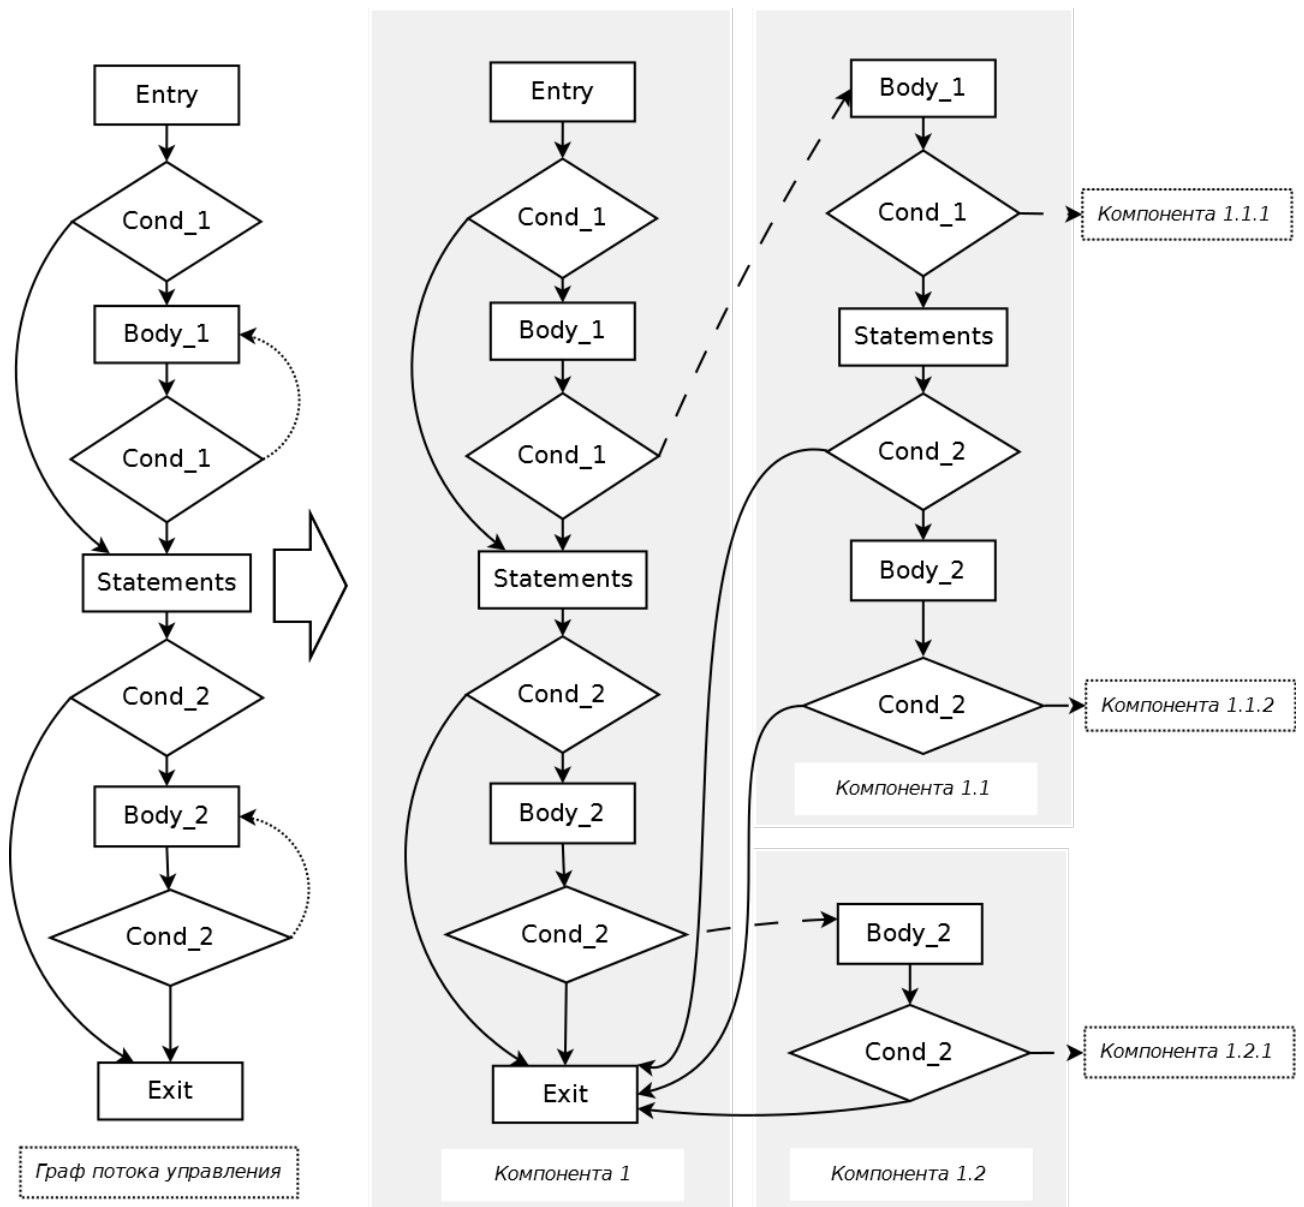 Entry
Cond_1
Body_1
Cond_1
Statements
Cond_2
Body_2
Cond_2
Exit
Граф потока управления
Entry
Cond_1
Body_1
Cond_1
Statements
Cond_2
Body_2
Cond_2
Exit
Компонента 1
Body_1
Cond_1
Компонента 1.1.1
Statements
Cond_2
Body_2
Cond_2
Компонента 1.1.2
Компонента 1.1
Body_2
Cond_2
Компонента 1.2.1
Компонента 1.2